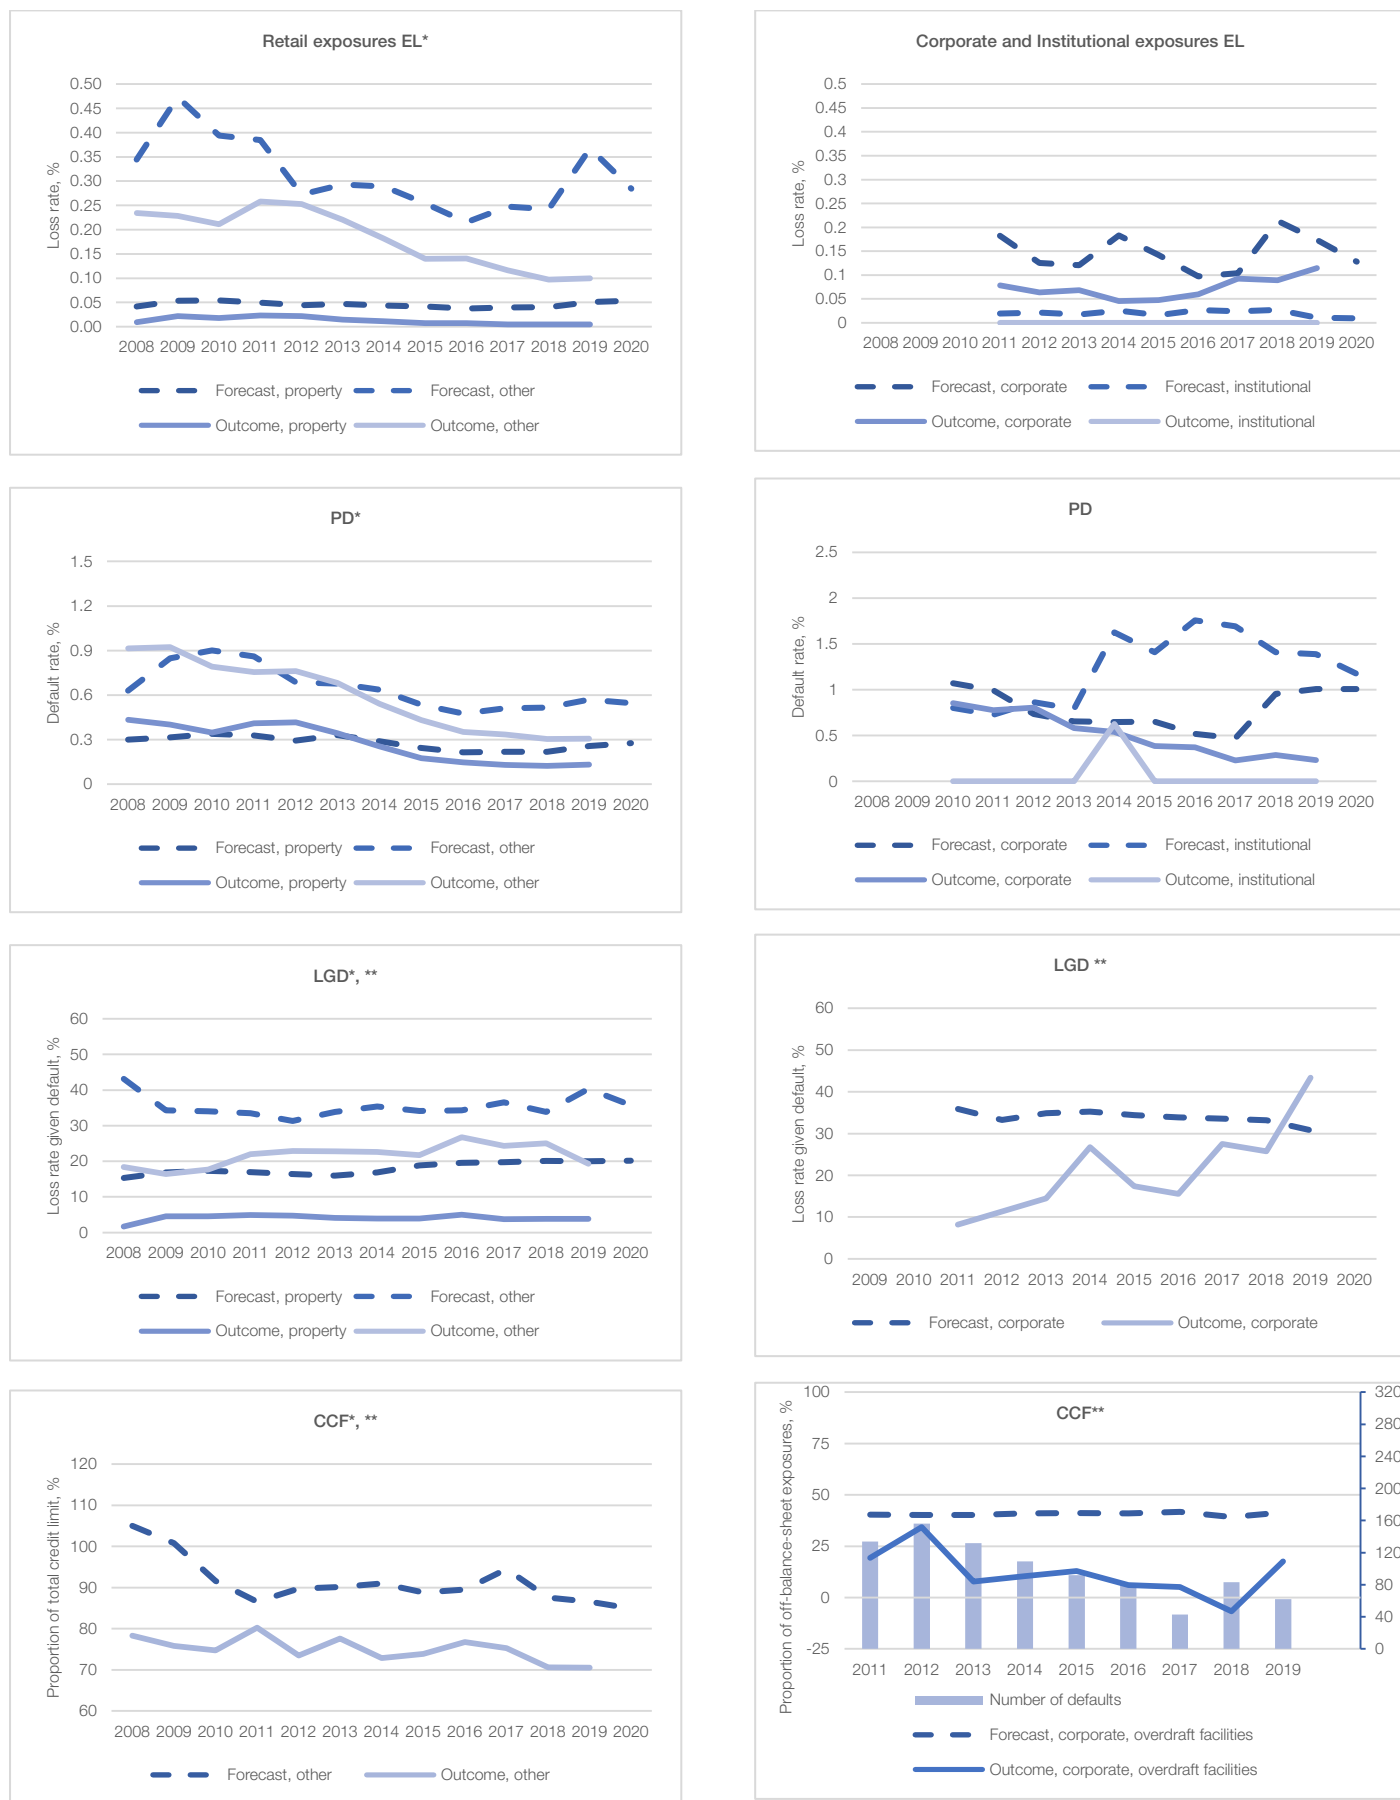 Retail exposures EL*
Loss rate, %
0.50
0.45
0.40
0.35
0.30
0.25
0.20
0.15
0.10
0.05
0.00
2008 2009 2010 2011 2012 2013 2014 2015 2016 2017 2018 2019 2020
Forecast, property Forecast, other
Outcome, property Outcome, other
Corporate and Institutional exposures EL
Loss rate, %
0.5
0.45
0.4
0.35
0.3
0.25
0.2
0.15
0.1
0.05
0
2008 2009 2010 2011 2012 2013 2014 2015 2016 2017 2018 2019 2020
Forecast, corporate Forecast, institutional
Outcome, corporate Outcome, institutional
PD*
Default rate, %
1.5
1.2
0.9
0.6
0.3
0
2008 2009 2010 2011 2012 2013 2014 2015 2016 2017 2018 2019 2020
Forecast, property Forecast, other
Outcome, property Outcome, other
PD
Default rate, %
2.5
2
1.5
1
0.5
0
2008 2009 2010 2011 2012 2013 2014 2015 2016 2017 2018 2019 2020
Forecast, corporate Forecast, institutional
Outcome, corporate Outcome, institutional
LGD*, **
Loss rate given default, %
60
50
40
30
20
10
0
2008 2009 2010 2011 2012 2013 2014 2015 2016 2017 2018 2019 2020
Forecast, property Forecast, other
Outcome, property Outcome, other
LGD **
Loss rate given default, %
60
50
40
30
20
10
0
2009 2010 2011 2012 2013 2014 2015 2016 2017 2018 2019 2020
Forecast, corporate Outcome, corporate
CCF*, **
Proportion of total credit limit, %
120
110
100
90
80
70
60
2008 2009 2010 2011 2012 2013 2014 2015 2016 2017 2018 2019 2020
Forecast, other Outcome, other
CCF**
Proportion of off-balance-sheet exposures, %
100
75
50
25
0
-25
320
280
240
200
160
120
80
40
0
2011 2012 2013 2014 2015 2016 2017 2018 2019
Number of defaults
Forecast, corporate, overdraft facilities
Outcome, corporate, overdraft facilities